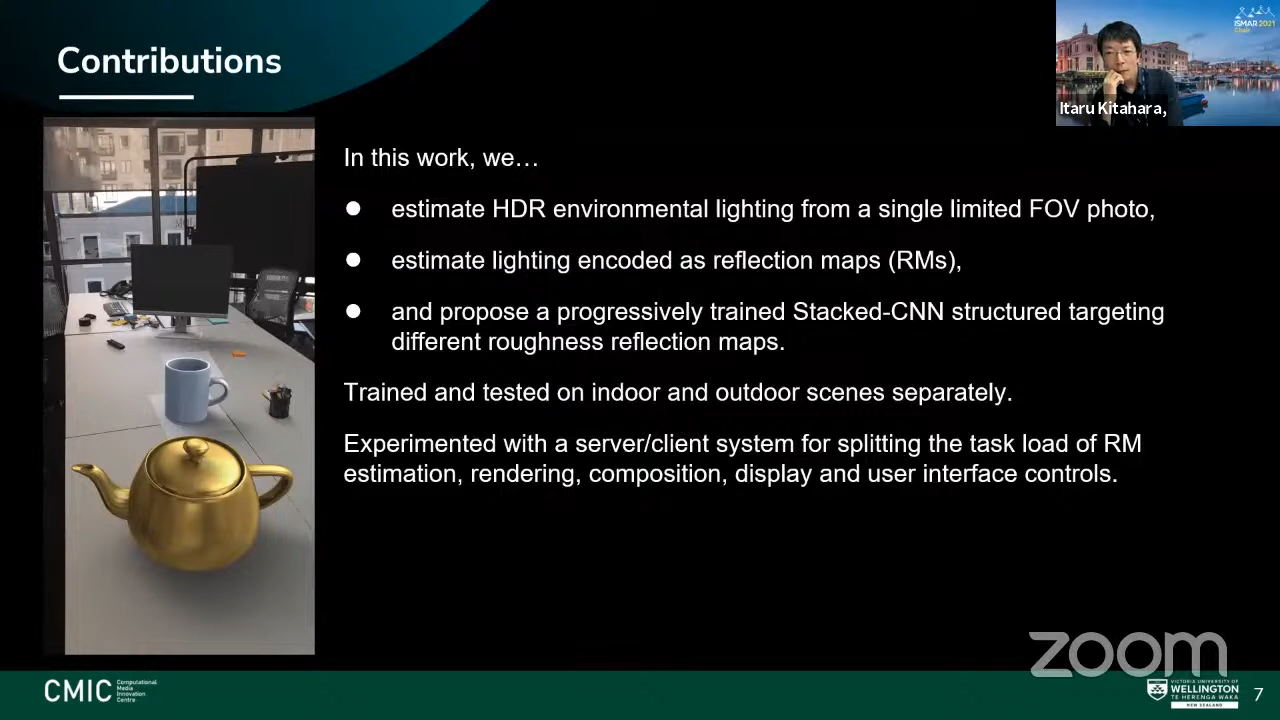 Contributions
ISMAR 2021
Chair
Itaru Kitahara,
In this work, we…
● estimate HDR environmental lighting from a single limited FOV photo,
● estimate lighting encoded as reflection maps (RMs),
● and propose a progressively trained Stacked-CNN structured targeting
different roughness reflection maps.
Trained and tested on indoor and outdoor scenes separately.
Experimented with a server/client system for splitting the task load of RM
estimation, rendering, composition, display and user interface controls.
zoom
CMIC
Computational
Media
Innovation
Centre
VICTORIA UNIVERSITY OF
WELLINGTON
TE HERENGA WAKA
NEW ZEALAND
7